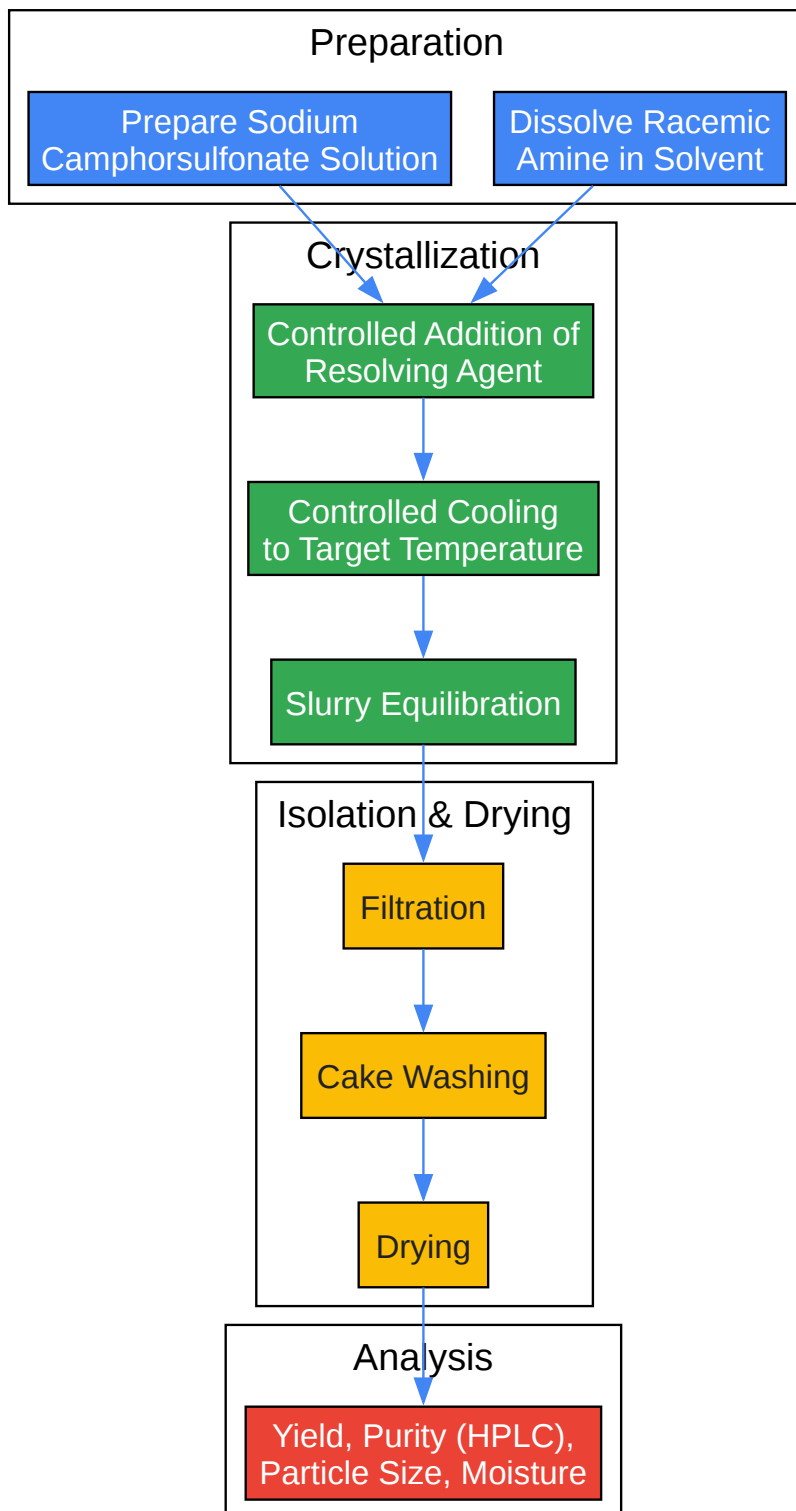 Preparation
Prepare Sodium
Camphorsulfonate Solution
Dissolve Racemic
Amine in Solvent
Crystallization
Controlled Addition of
Resolving Agent
Controlled Cooling
to Target Temperature
Slurry Equilibration
Isolation & Drying
Filtration
Cake Washing
Drying
Analysis
Yield, Purity (HPLC),
Particle Size, Moisture